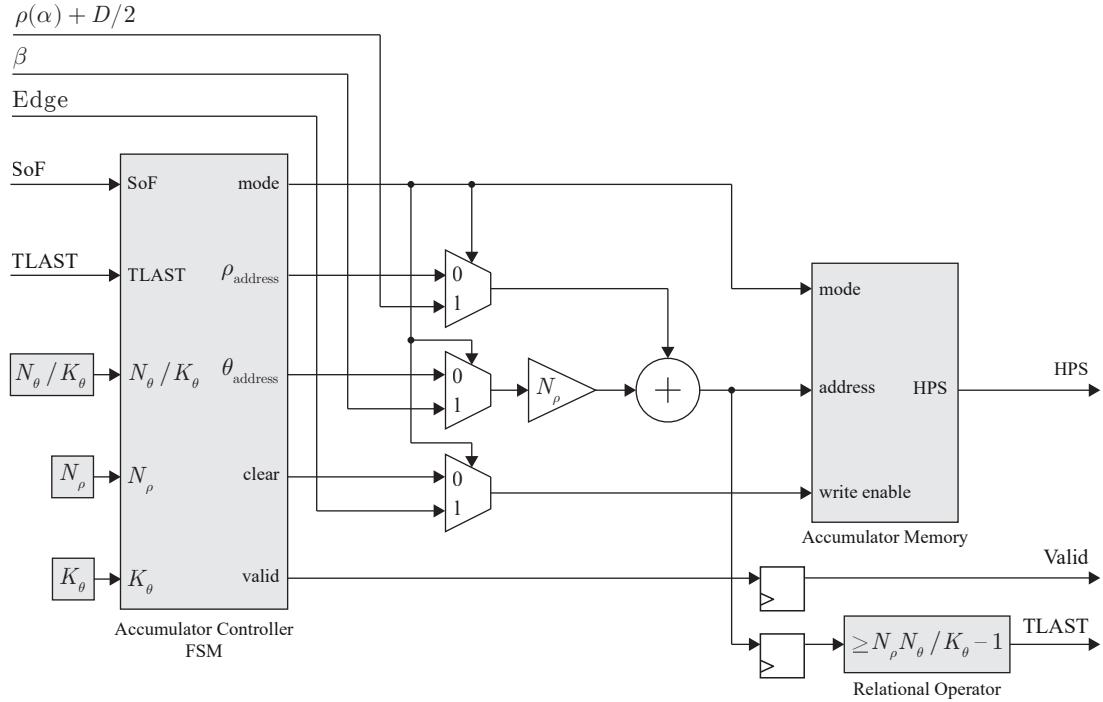 ρ(α) + D/2
β
Edge
SoF
SoF
mode
TLAST
TLAST
ρ_address
0
1
mode
N_θ / K_θ
N_θ / K_θ
θ_address
0
1
N_ρ
+
address
HPS
HPS
N_ρ
N_ρ
clear
0
1
write enable
Accumulator Memory
K_θ
K_θ
valid
Valid
Accumulator Controller
FSM
≥ N_ρ N_θ / K_θ − 1
TLAST
Relational Operator